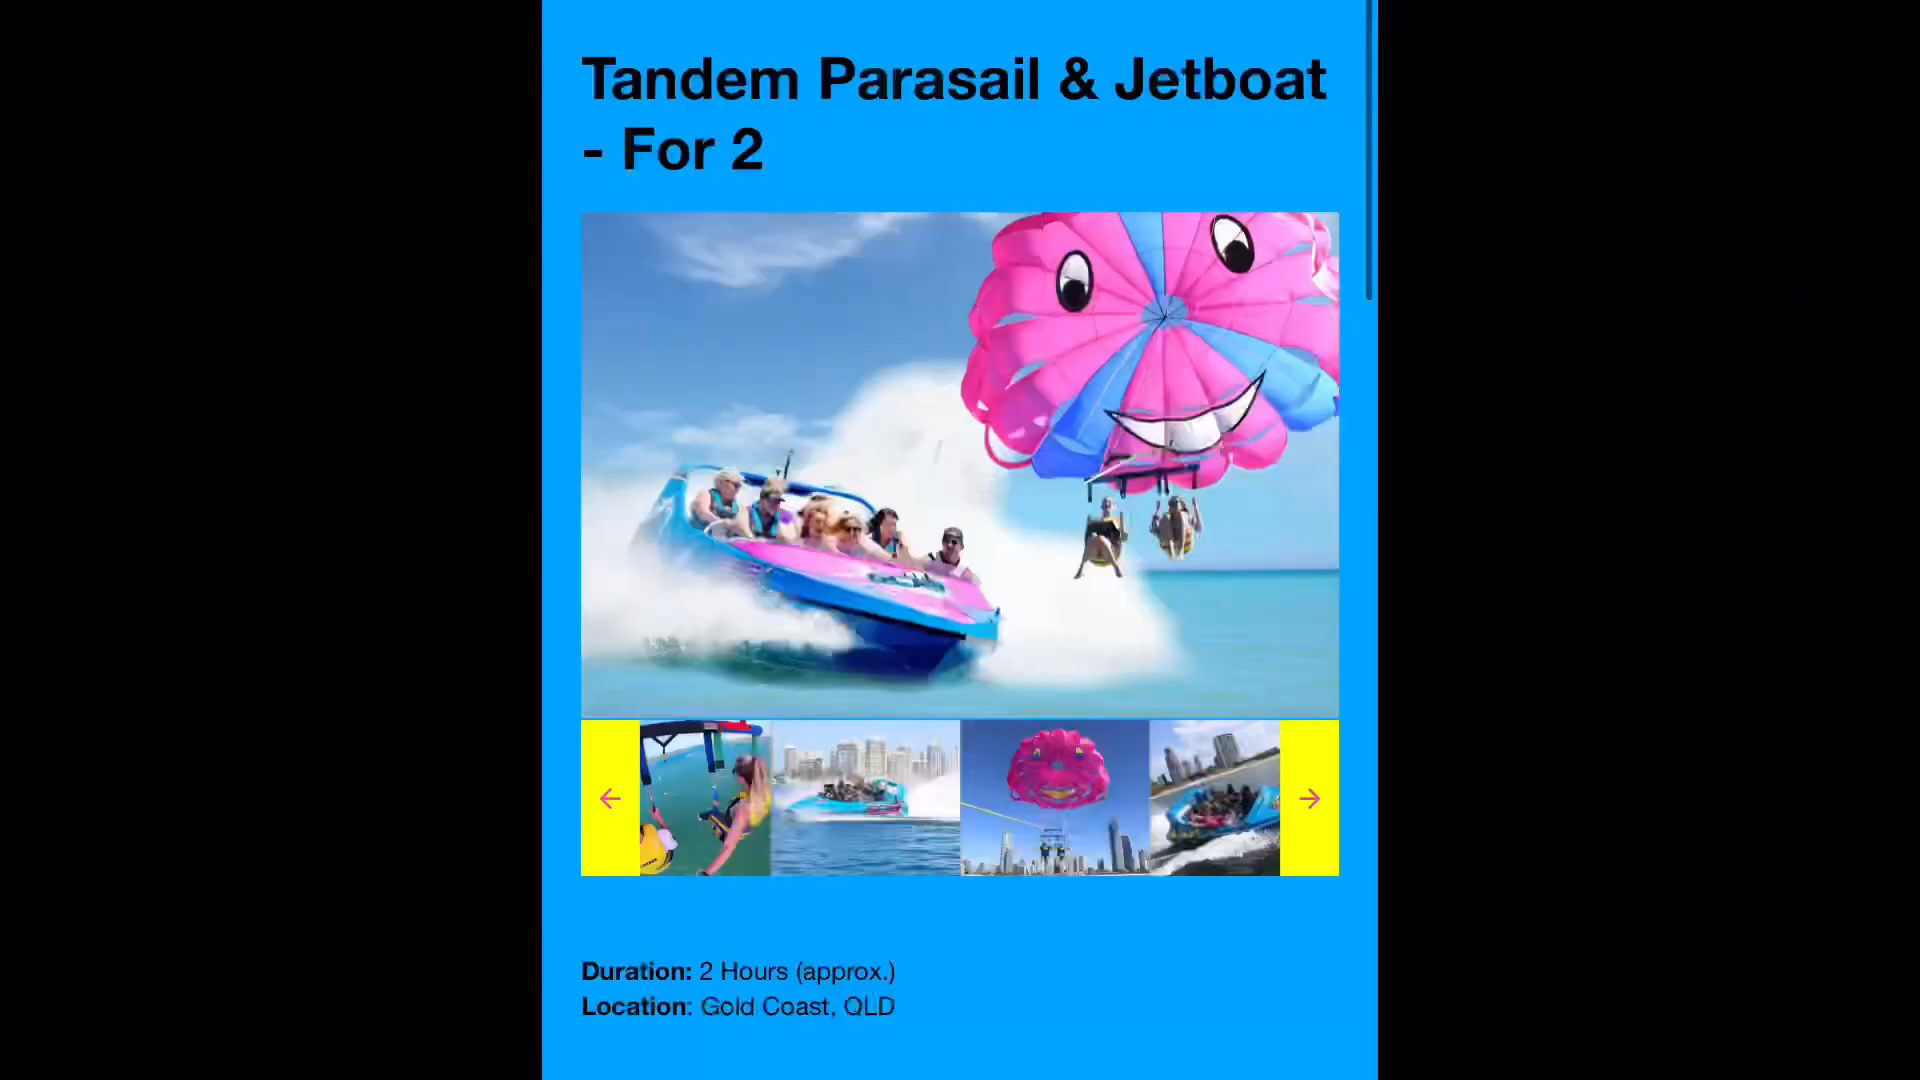 Tandem Parasail & Jetboat
- For 2
Duration: 2 Hours (approx.)
Location: Gold Coast, QLD